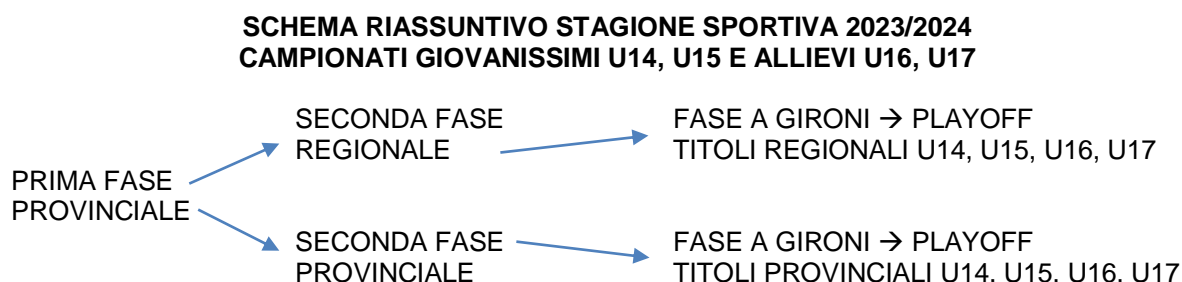 SCHEMA RIASSUNTIVO STAGIONE SPORTIVA 2023/2024
CAMPIONATI GIOVANISSIMI U14, U15 E ALLIEVI U16, U17
SECONDA FASE
REGIONALE
FASE A GIRONI → PLAYOFF
TITOLI REGIONALI U14, U15, U16, U17
PRIMA FASE
PROVINCIALE
SECONDA FASE
PROVINCIALE
FASE A GIRONI → PLAYOFF
TITOLI PROVINCIALI U14, U15, U16, U17